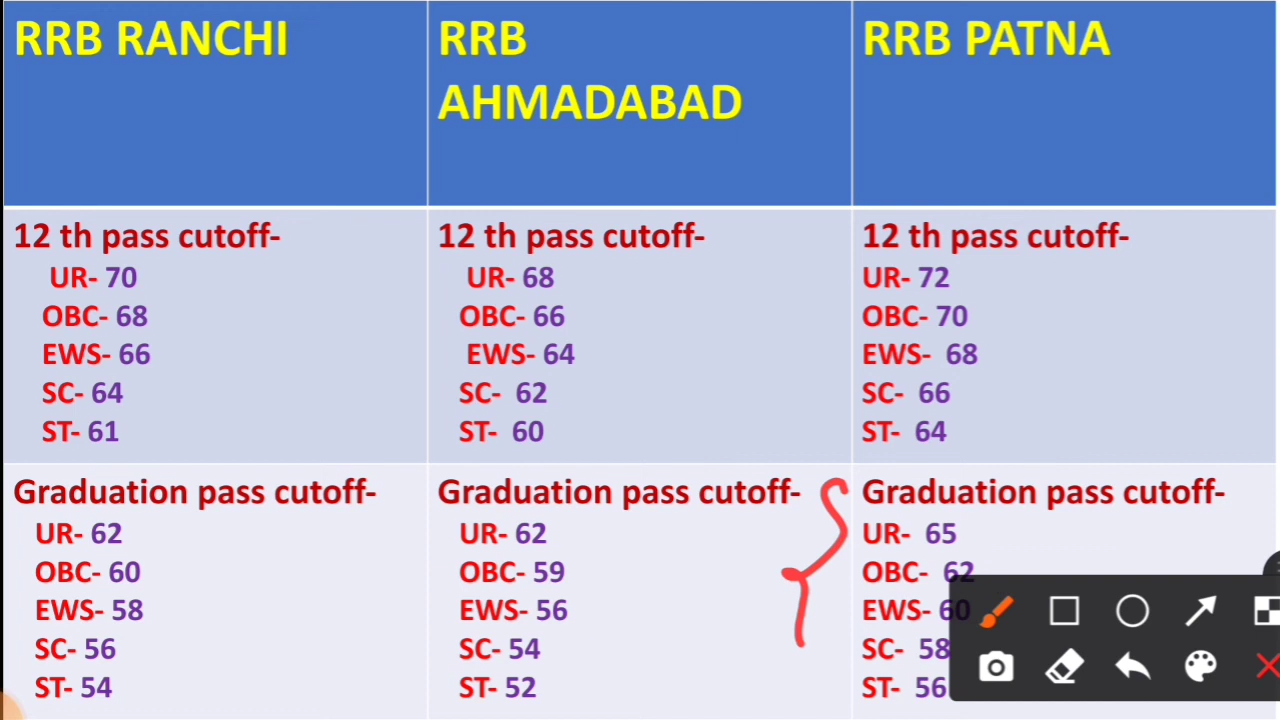 RRB RANCHI
RRB
AHMADABAD
RRB PATNA
12 th pass cutoff-
UR- 70
OBC- 68
EWS- 66
SC- 64
ST- 61
12 th pass cutoff-
UR- 68
OBC- 66
EWS- 64
SC- 62
ST- 60
12 th pass cutoff-
UR- 72
OBC- 70
EWS- 68
SC- 66
ST- 64
Graduation pass cutoff-
UR- 62
OBC- 60
EWS- 58
SC- 56
ST- 54
Graduation pass cutoff-
UR- 62
OBC- 59
EWS- 56
SC- 54
ST- 52
Graduation pass cutoff-
UR- 65
OBC- 62
EWS- 60
SC- 58
ST- 56